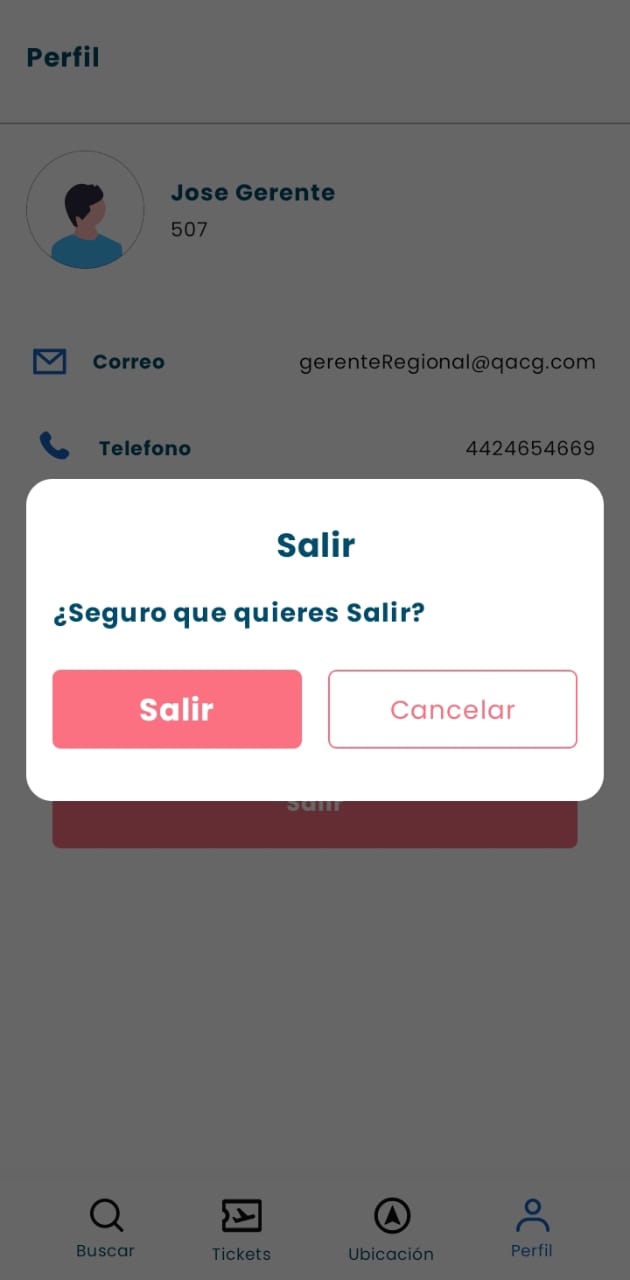 Perfil
Jose Gerente
507
Correo gerenteRegional@qacg.com
Telefono 4424654669
Salir
¿Seguro que quieres Salir?
Salir Cancelar
Salir
Buscar Tickets Ubicación Perfil